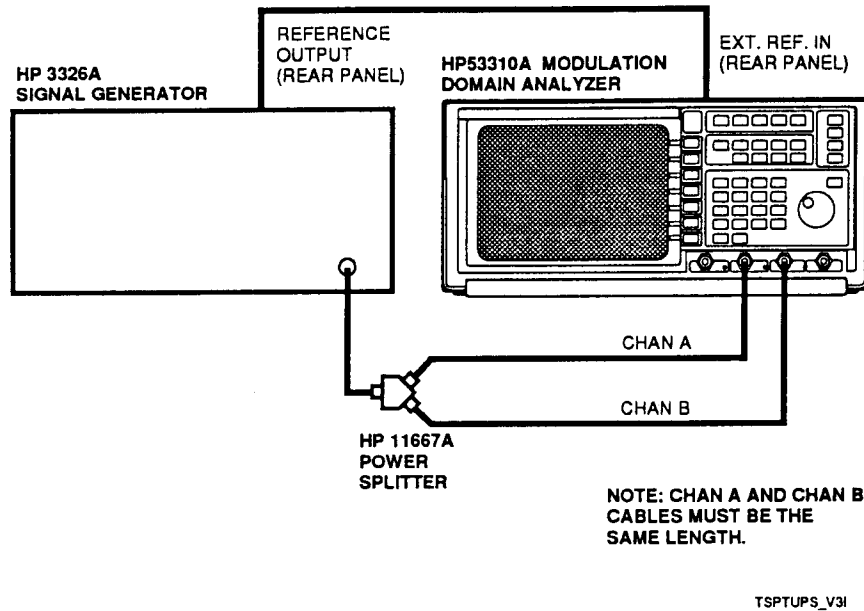 REFERENCE
OUTPUT
(REAR PANEL)
HP 3326A
SIGNAL GENERATOR
HP53310A MODULATION
DOMAIN ANALYZER
EXT. REF. IN
(REAR PANEL)
CHAN A
CHAN B
HP 11667A
POWER
SPLITTER
NOTE: CHAN A AND CHAN B
CABLES MUST BE THE
SAME LENGTH.
TSPTUPS_V3I